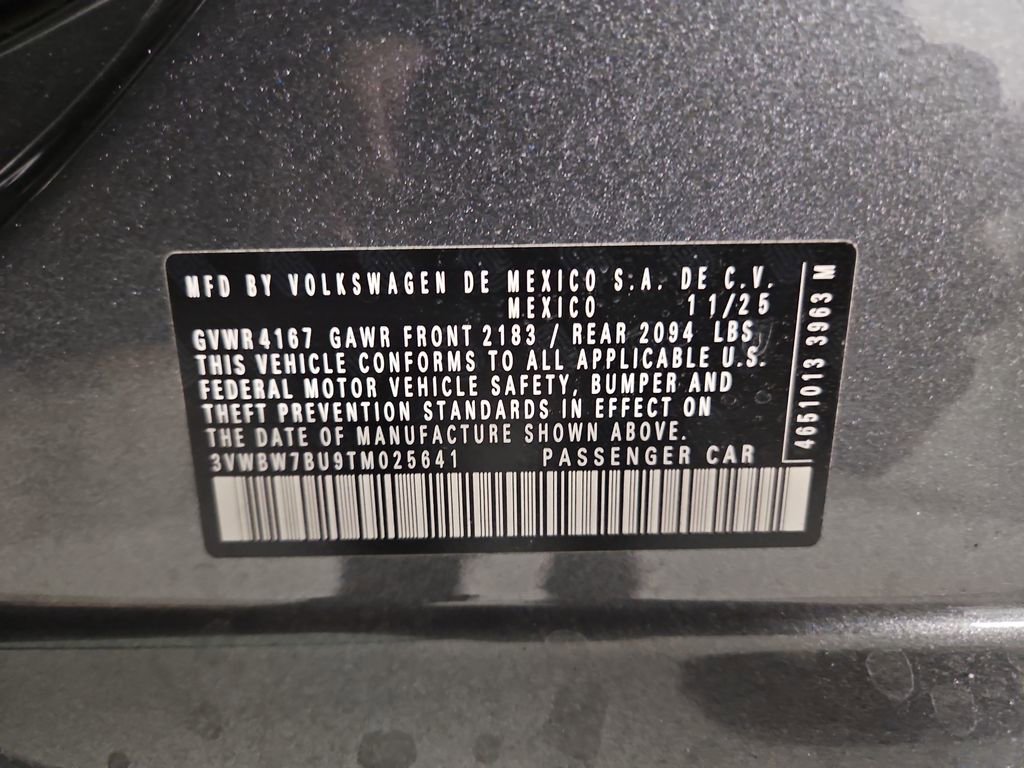 MFD BY VOLKSWAGEN DE MEXICO S.A. DE C.V.
MEXICO 11/25
GVWR 4167 GAWR FRONT 2183 / REAR 2094 LBS
THIS VEHICLE CONFORMS TO ALL APPLICABLE U.S.
FEDERAL MOTOR VEHICLE SAFETY, BUMPER AND
THEFT PREVENTION STANDARDS IN EFFECT ON
THE DATE OF MANUFACTURE SHOWN ABOVE.
3VWBW7BU9TM025641 PASSENGER CAR
4651013 3963 M